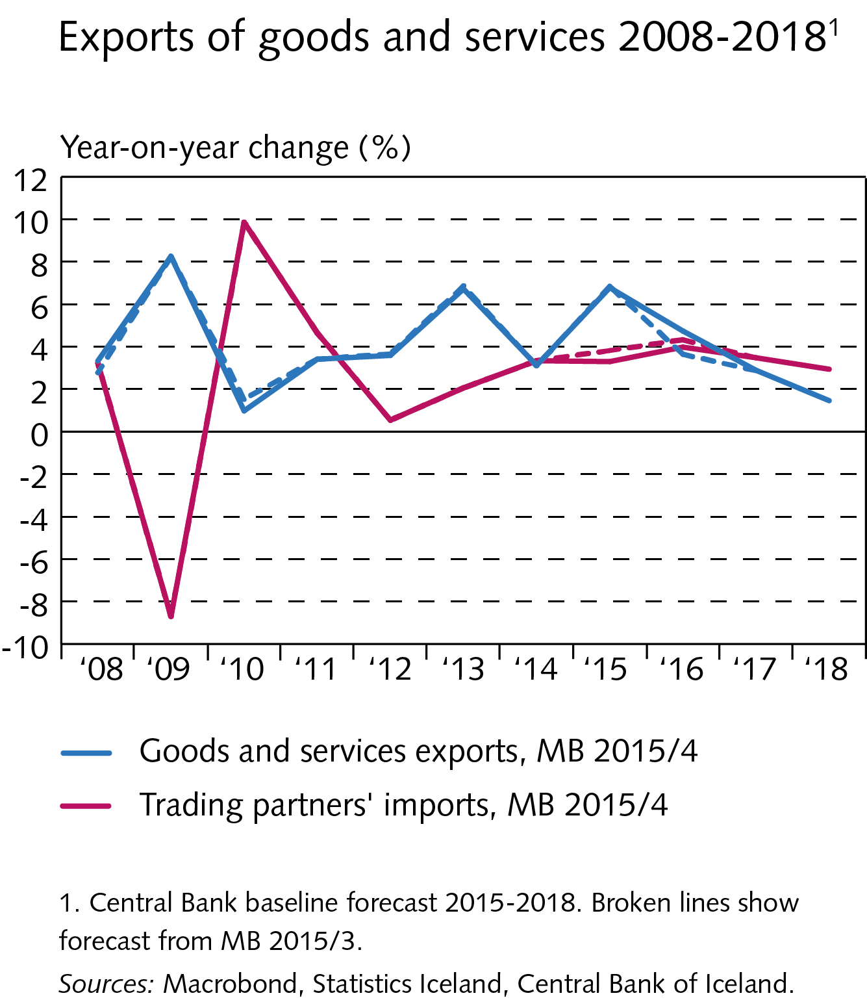 Exports of goods and services 2008-2018¹
Year-on-year change (%)
12
10
8
6
4
2
0
-2
-4
-6
-8
-10
‘08 ‘09 ‘10 ‘11 ‘12 ‘13 ‘14 ‘15 ‘16 ‘17 ‘18
Goods and services exports, MB 2015/4
Trading partners' imports, MB 2015/4
1. Central Bank baseline forecast 2015-2018. Broken lines show
forecast from MB 2015/3.
Sources: Macrobond, Statistics Iceland, Central Bank of Iceland.